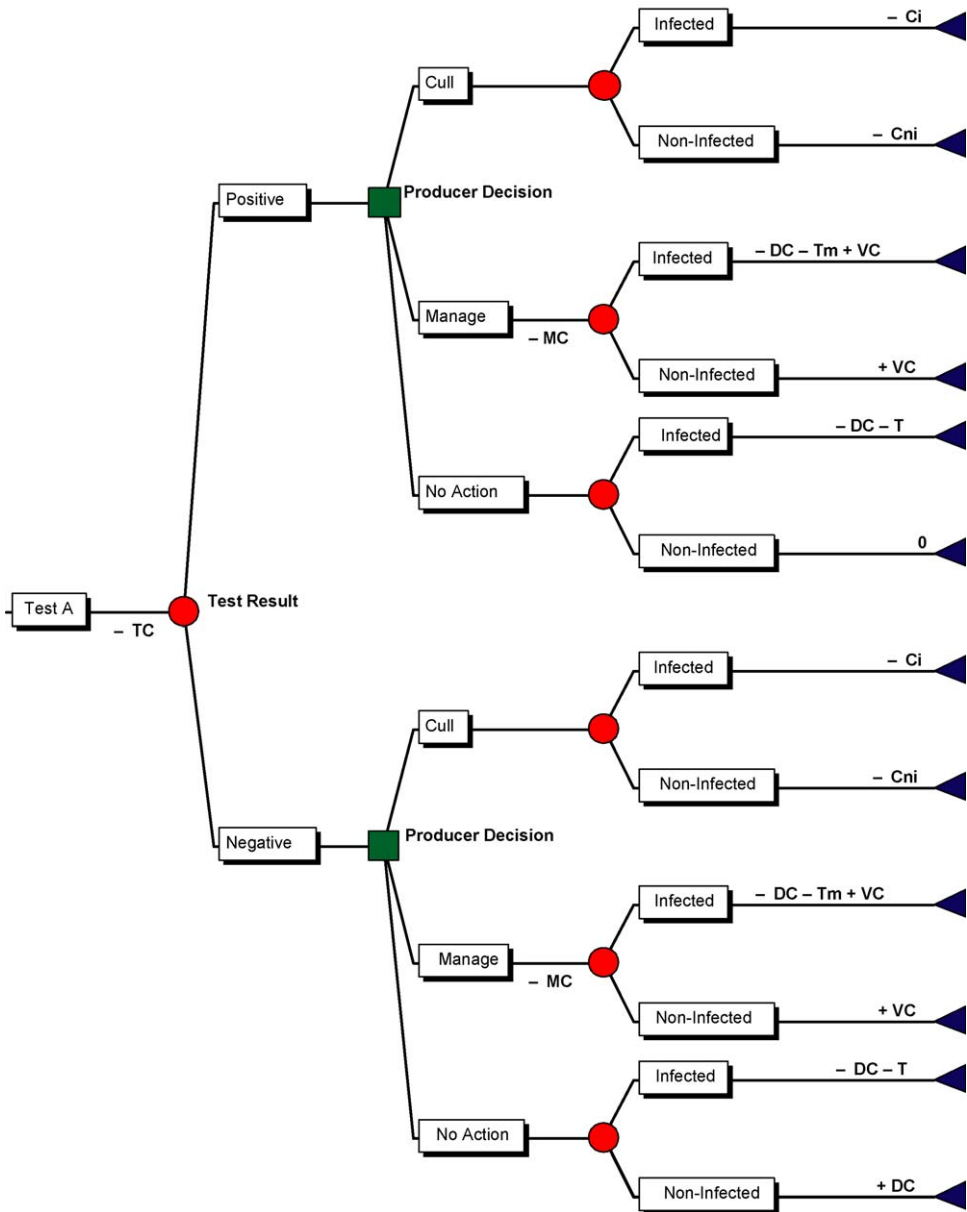 Infected
– Ci
Cull
Non-Infected
– Cni
Positive
Producer Decision
Infected
– DC – Tm + VC
Manage
– MC
Non-Infected
+ VC
Infected
– DC – T
No Action
Non-Infected
0
Test A
– TC
Test Result
Infected
– Ci
Cull
Non-Infected
– Cni
Negative
Producer Decision
Infected
– DC – Tm + VC
Manage
– MC
Non-Infected
+ VC
Infected
– DC – T
No Action
Non-Infected
+ DC